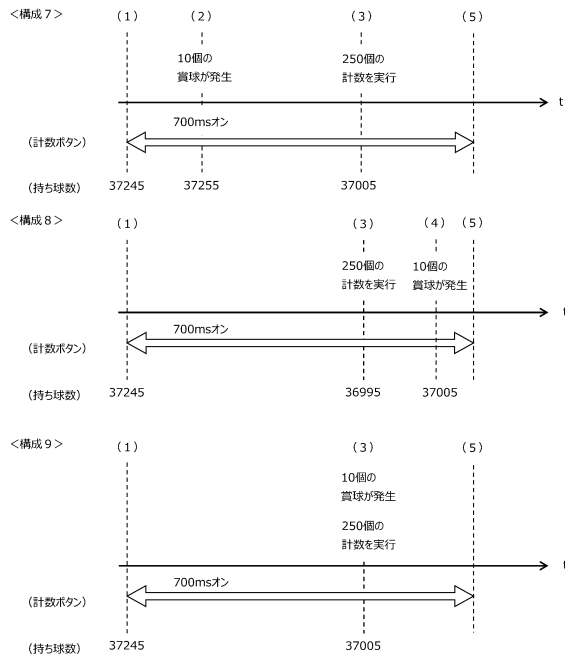 ＜構成７＞
（１） （２） （３） （５）
10個の 250個の
賞球が発生 計数を実行
t
700msオン
（計数ボタン）
（持ち球数） 37245 37255 37005
＜構成８＞
（１） （３） （４） （５）
250個の 10個の
計数を実行 賞球が発生
t
700msオン
（計数ボタン）
（持ち球数） 37245 36995 37005
＜構成９＞
（１） （３） （５）
10個の
賞球が発生
250個の
計数を実行
t
700msオン
（計数ボタン）
（持ち球数） 37245 37005